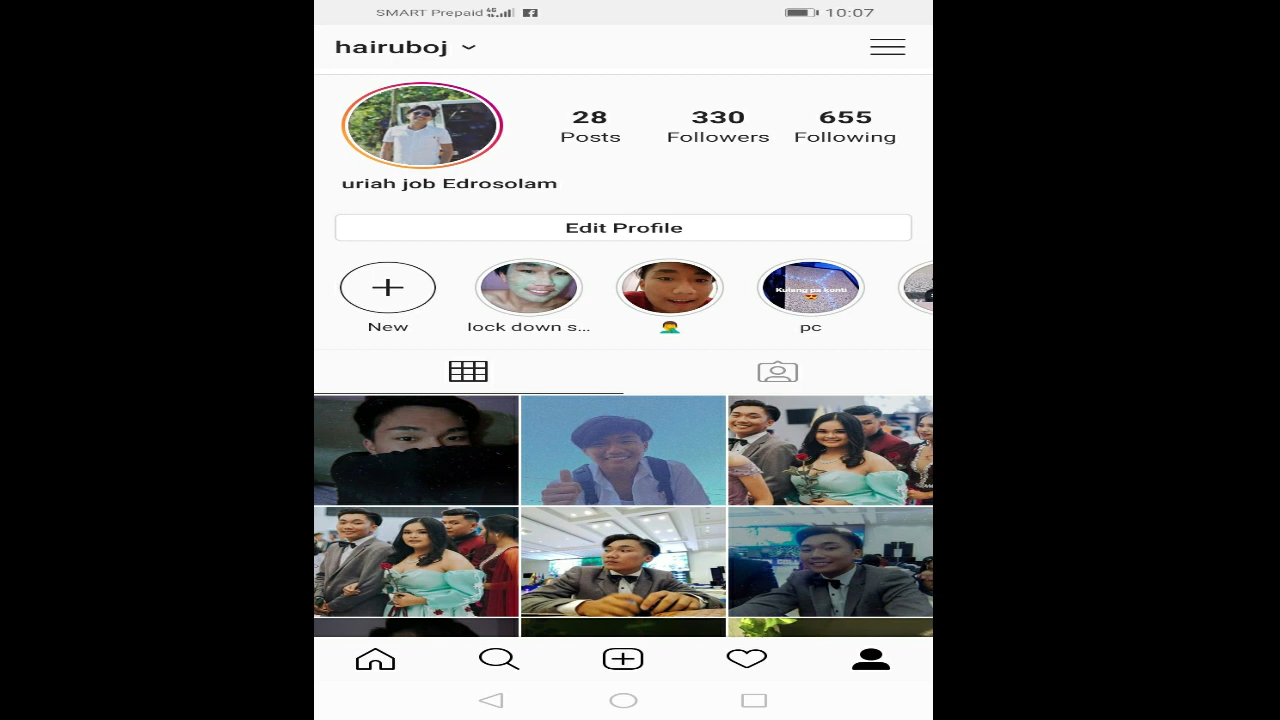 SMART Prepaid 4G 10:07
hairuboj
28 330 655
Posts Followers Following
uriah job Edrosolam
Edit Profile
Kulang pa konti
New lock down s... pc